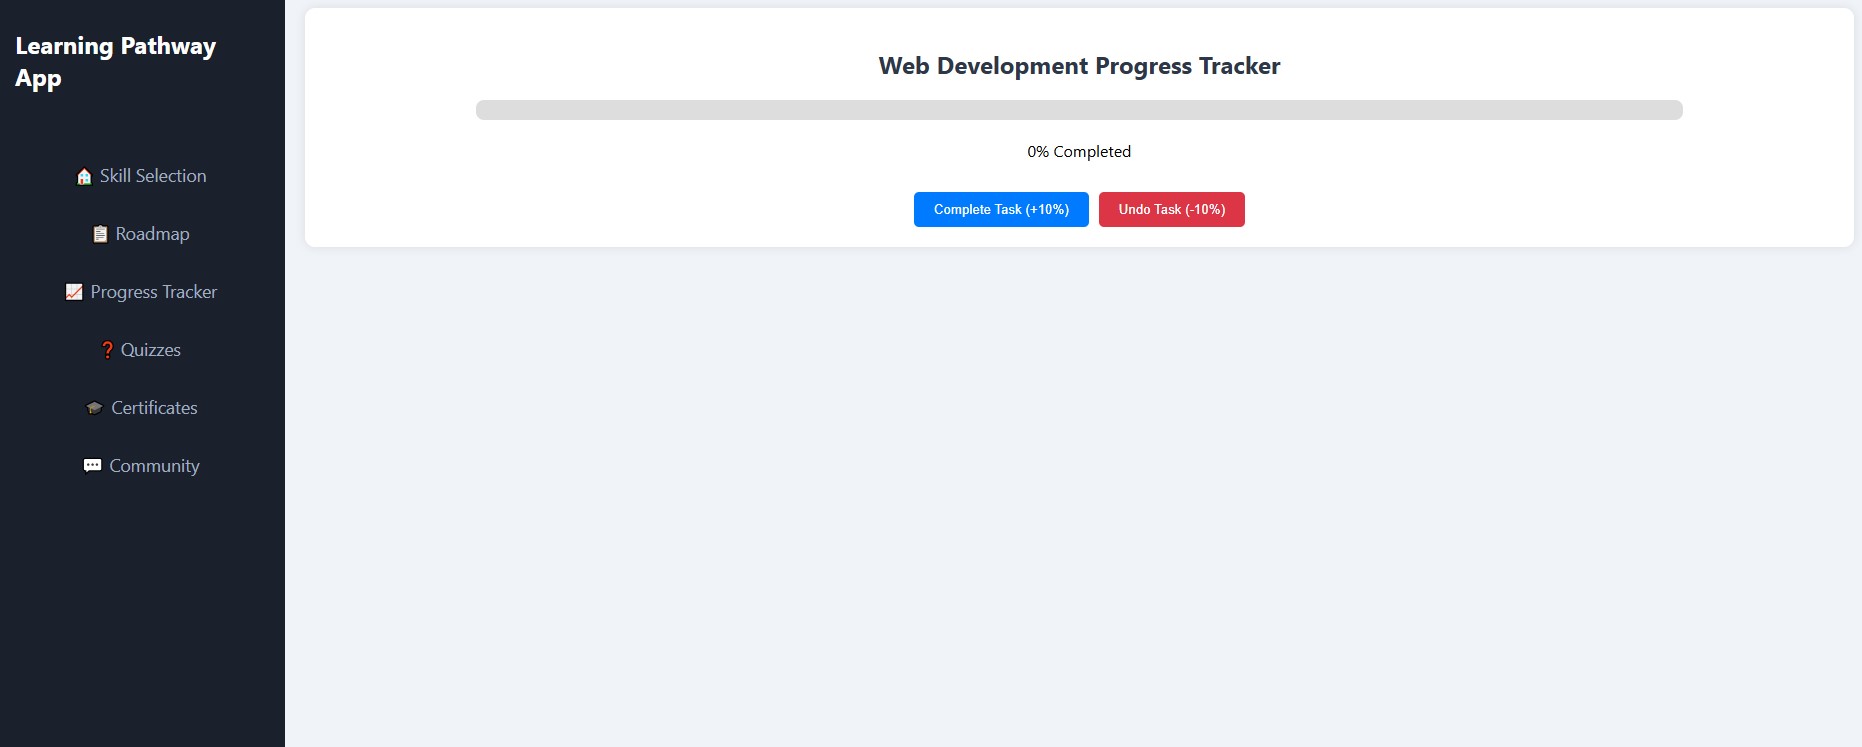 Learning Pathway
App
🏠 Skill Selection
📋 Roadmap
📈 Progress Tracker
❓ Quizzes
🎓 Certificates
💬 Community
Web Development Progress Tracker
0% Completed
Complete Task (+10%)
Undo Task (-10%)